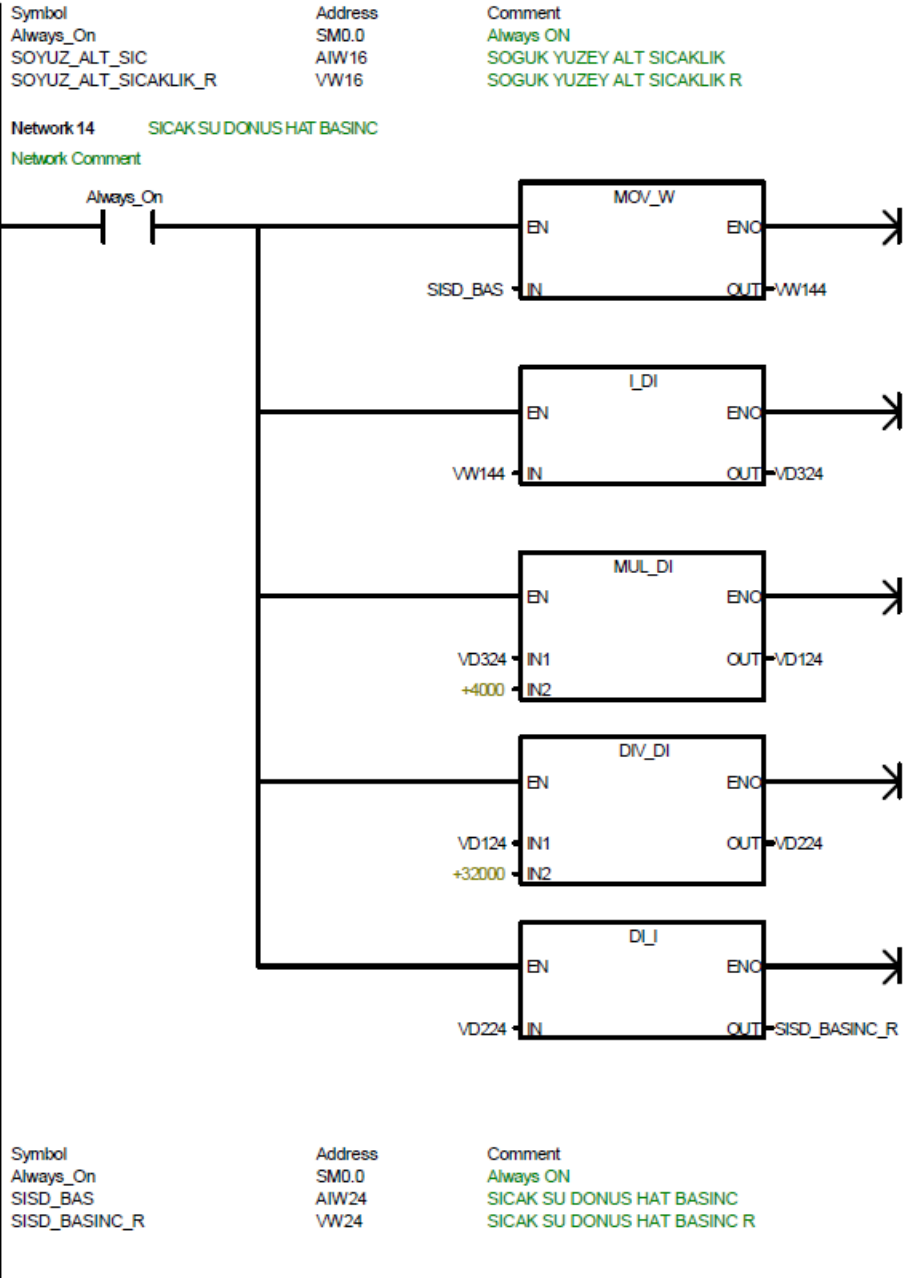 Symbol Address Comment
Always_On SM0.0 Always ON
SOYUZ_ALT_SIC AIW16 SOGUK YUZEY ALT SICAKLIK
SOYUZ_ALT_SICAKLIK_R VW16 SOGUK YUZEY ALT SICAKLIK R
Network 14 SICAK SU DONUS HAT BASINC
Network Comment
Always_On
MOV_W
EN ENO
SISD_BAS IN OUT VW144
I_DI
EN ENO
VW144 IN OUT VD324
MUL_DI
EN ENO
VD324 IN1 OUT VD124
+4000 IN2
DIV_DI
EN ENO
VD124 IN1 OUT VD224
+32000 IN2
DI_I
EN ENO
VD224 IN OUT SISD_BASINC_R
Symbol Address Comment
Always_On SM0.0 Always ON
SISD_BAS AIW24 SICAK SU DONUS HAT BASINC
SISD_BASINC_R VW24 SICAK SU DONUS HAT BASINC R